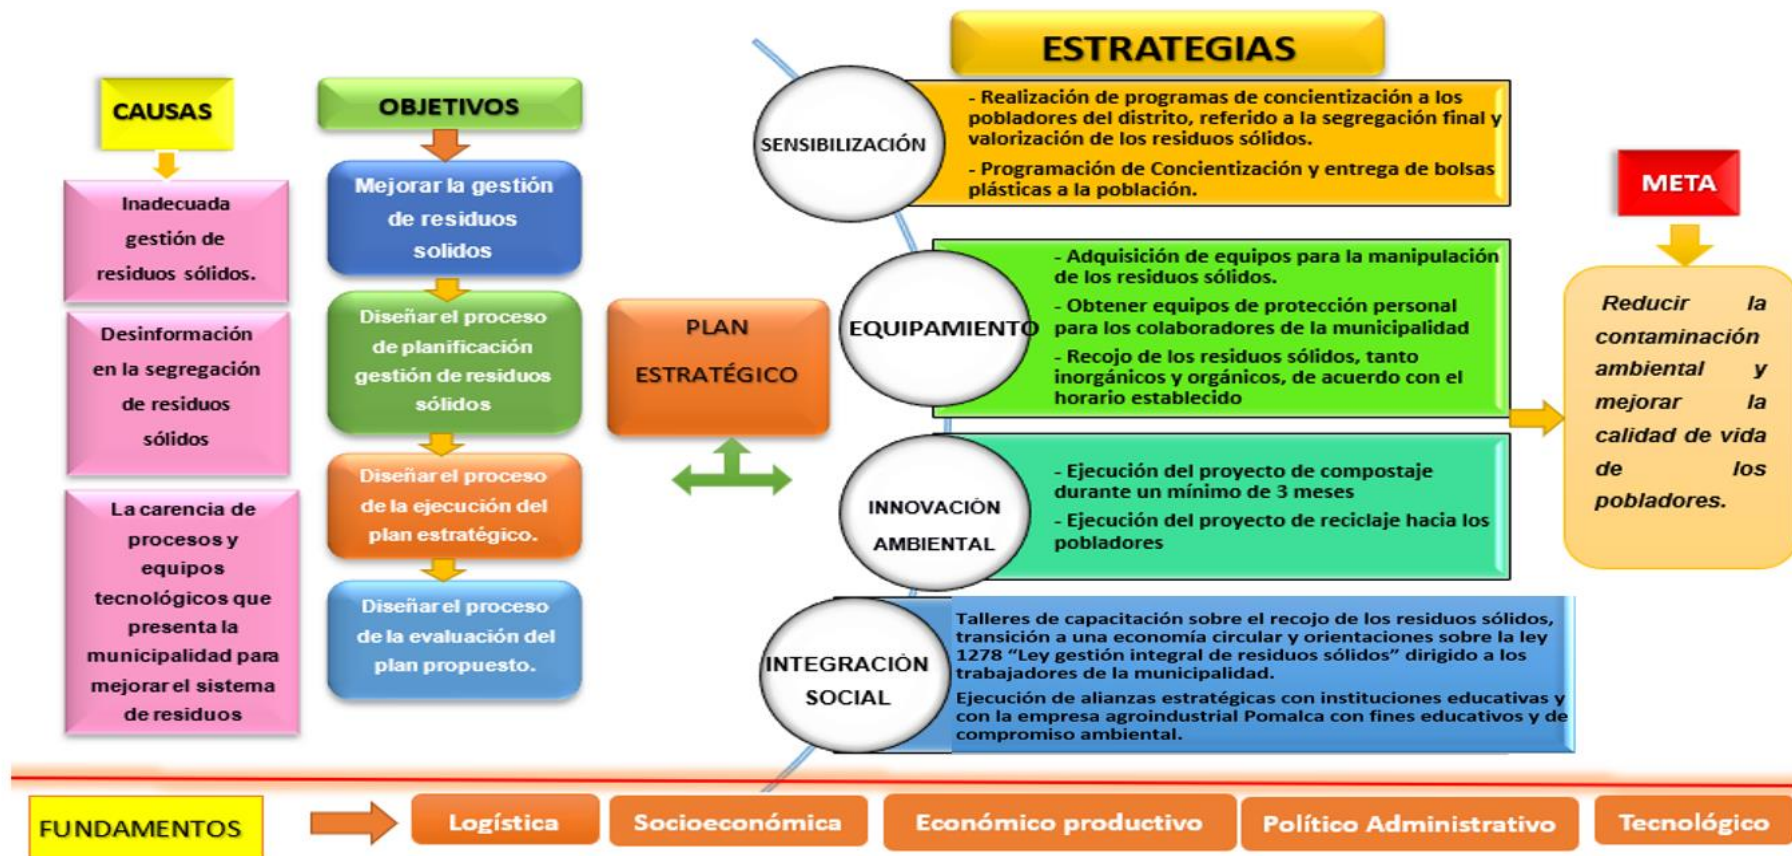 CAUSAS
Inadecuada
gestión de
residuos sólidos.
Desinformación
en la segregación
de residuos
sólidos
La carencia de
procesos y
equipos
tecnológicos que
presenta la
municipalidad para
mejorar el sistema
de residuos
OBJETIVOS
Mejorar la gestión
de residuos
solidos
Diseñar el proceso
de planificación
gestión de residuos
sólidos
Diseñar el proceso
de la ejecución del
plan estratégico.
Diseñar el proceso
de la evaluación del
plan propuesto.
PLAN
ESTRATÉGICO
ESTRATEGIAS
SENSIBILIZACIÓN
- Realización de programas de concientización a los
pobladores del distrito, referido a la segregación final y
valorización de los residuos sólidos.
- Programación de Concientización y entrega de bolsas
plásticas a la población.
EQUIPAMIENTO
- Adquisición de equipos para la manipulación
de los residuos sólidos.
- Obtener equipos de protección personal
para los colaboradores de la municipalidad
- Recojo de los residuos sólidos, tanto
inorgánicos y orgánicos, de acuerdo con el
horario establecido
INNOVACIÓN
AMBIENTAL
- Ejecución del proyecto de compostaje
durante un mínimo de 3 meses
- Ejecución del proyecto de reciclaje hacia los
pobladores
INTEGRACIÓN
SOCIAL
Talleres de capacitación sobre el recojo de los residuos sólidos,
transición a una economía circular y orientaciones sobre la ley
1278 “Ley gestión integral de residuos sólidos” dirigido a los
trabajadores de la municipalidad.
Ejecución de alianzas estratégicas con instituciones educativas y
con la empresa agroindustrial Pomalca con fines educativos y de
compromiso ambiental.
META
Reducir la
contaminación
ambiental y
mejorar la
calidad de vida
de los
pobladores.
FUNDAMENTOS
Logística
Socioeconómica
Económico productivo
Político Administrativo
Tecnológico